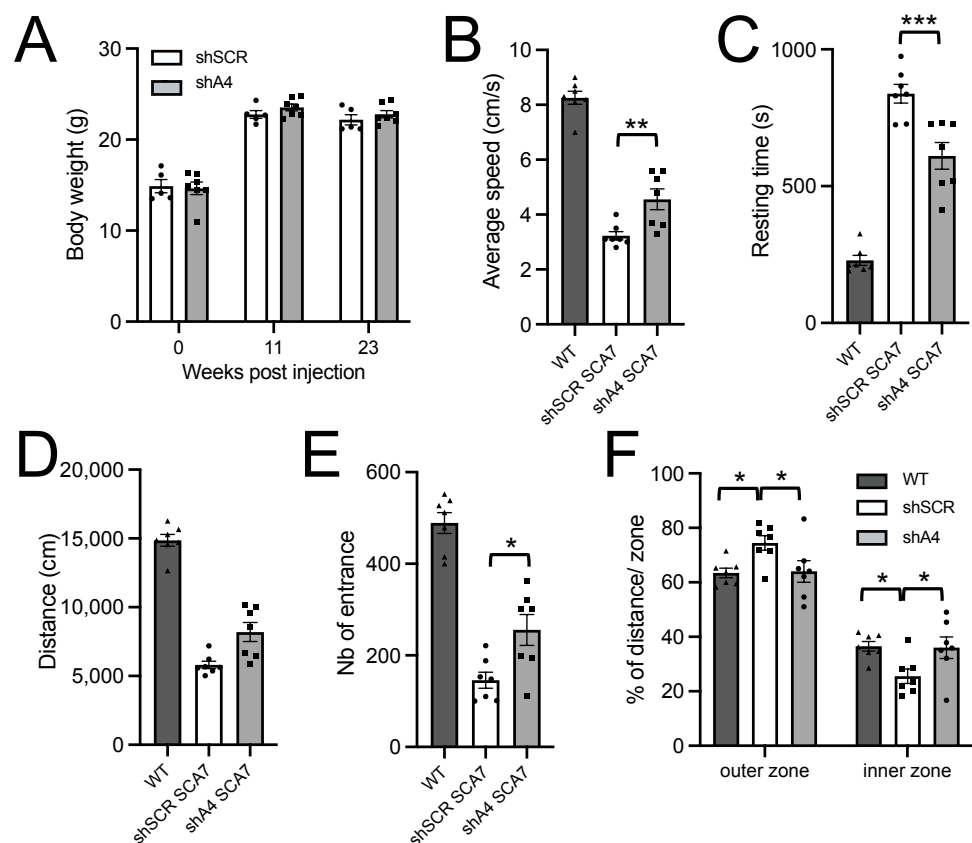 A
shSCR
shA4
Body weight (g)
30
20
10
0
0 11 23
Weeks post injection
B
Average speed (cm/s)
10
8
6
4
2
0
**
WT
shSCR SCA7
shA4 SCA7
C
Resting time (s)
1000
500
0
***
WT
shSCR SCA7
shA4 SCA7
D
Distance (cm)
20,000
15,000
10,000
5,000
0
WT
shSCR SCA7
shA4 SCA7
E
Nb of entrance
600
400
200
0
*
WT
shSCR SCA7
shA4 SCA7
F
% of distance/ zone
100
80
60
40
20
0
* *
* *
WT
shSCR
shA4
outer zone inner zone